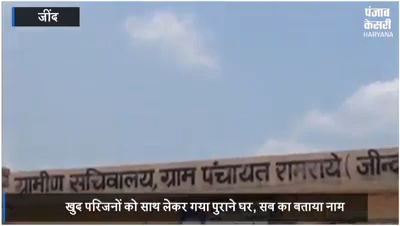 जींद
पंजाब
केसरी
HARYANA
ग्रामीण सचिवालय, ग्राम पंचायत रामराये ( जीन्द
खुद परिजनों को साथ लेकर गया पुराने घर, सब का बताया नाम